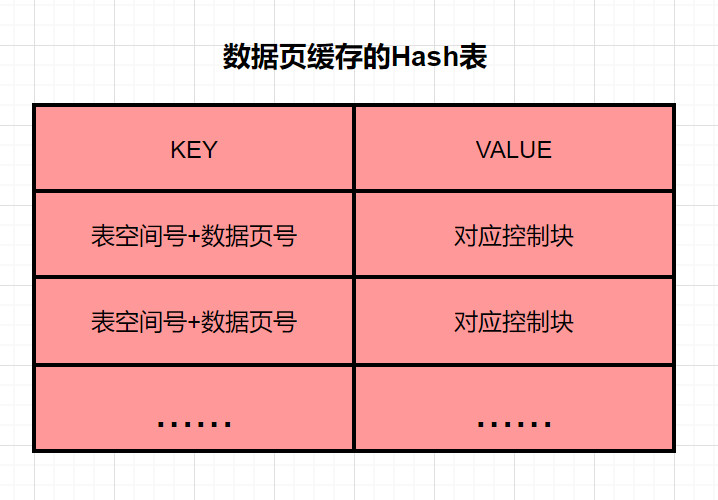 数据页缓存的Hash表
KEY VALUE
表空间号+数据页号 对应控制块
表空间号+数据页号 对应控制块
...... ......